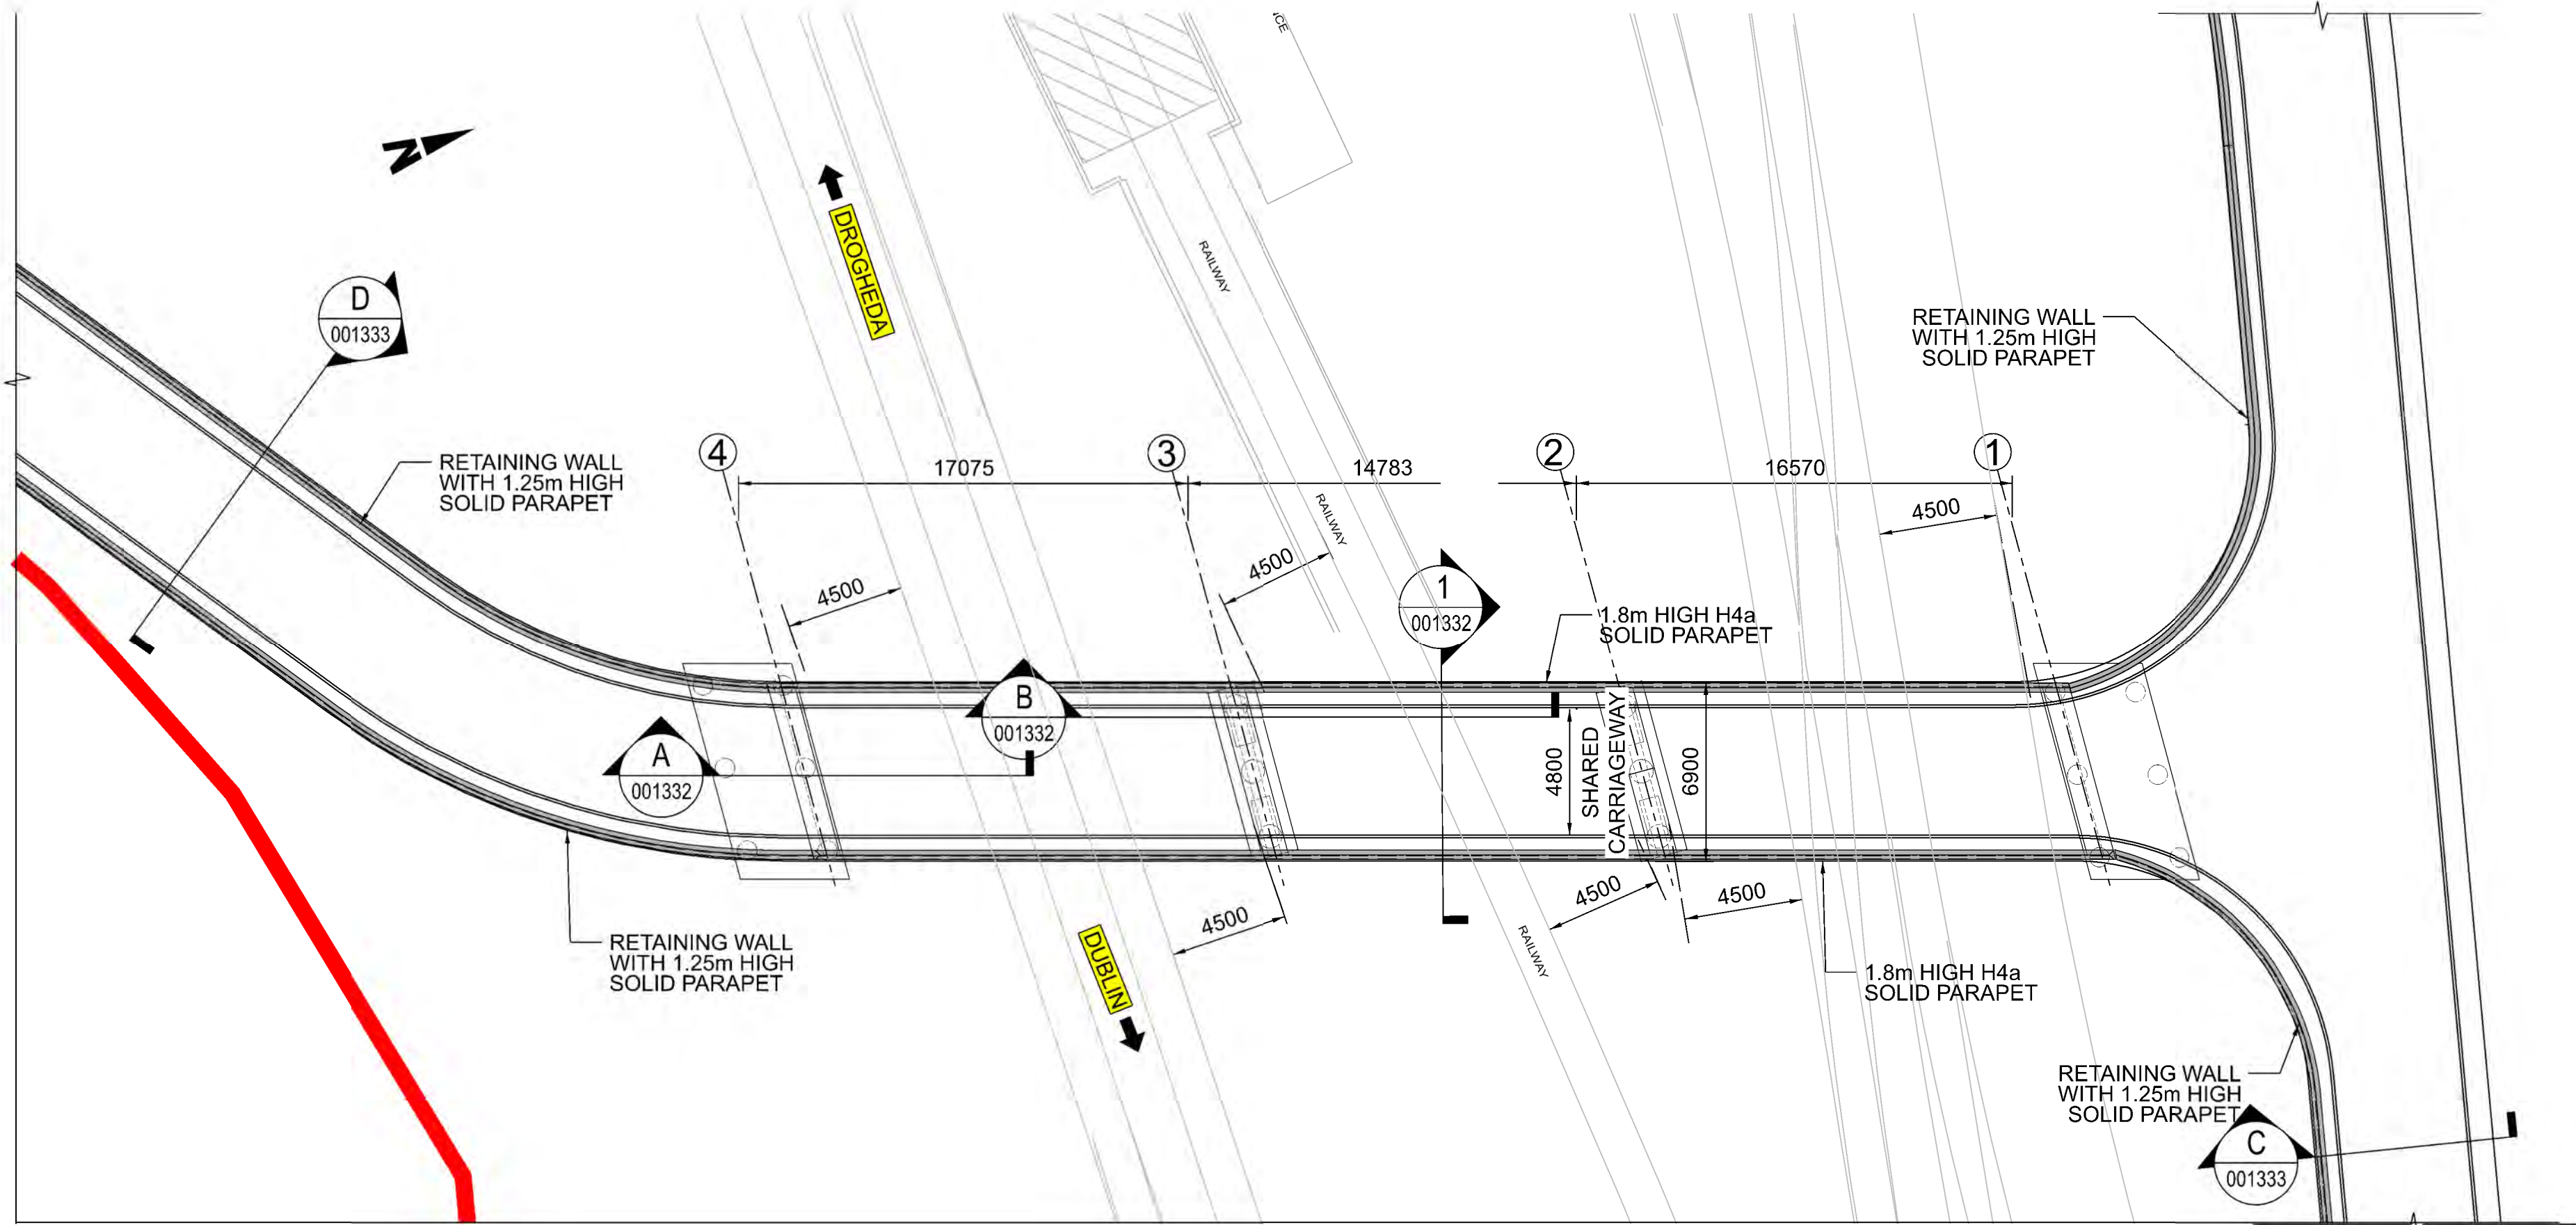 ICE
N
DROGHEDA
RAILWAY
D
001333
RETAINING WALL
WITH 1.25m HIGH
SOLID PARAPET
4
3
2
1
17075
14783
16570
RETAINING WALL
WITH 1.25m HIGH
SOLID PARAPET
4500
RAILWAY
4500
4500
1
001332
1.8m HIGH H4a
SOLID PARAPET
B
001332
A
001332
4800
SHARED
CARRIAGEWAY
6900
4500
4500
4500
RETAINING WALL
WITH 1.25m HIGH
SOLID PARAPET
DUBLIN
RAILWAY
1.8m HIGH H4a
SOLID PARAPET
RETAINING WALL
WITH 1.25m HIGH
SOLID PARAPET
C
001333